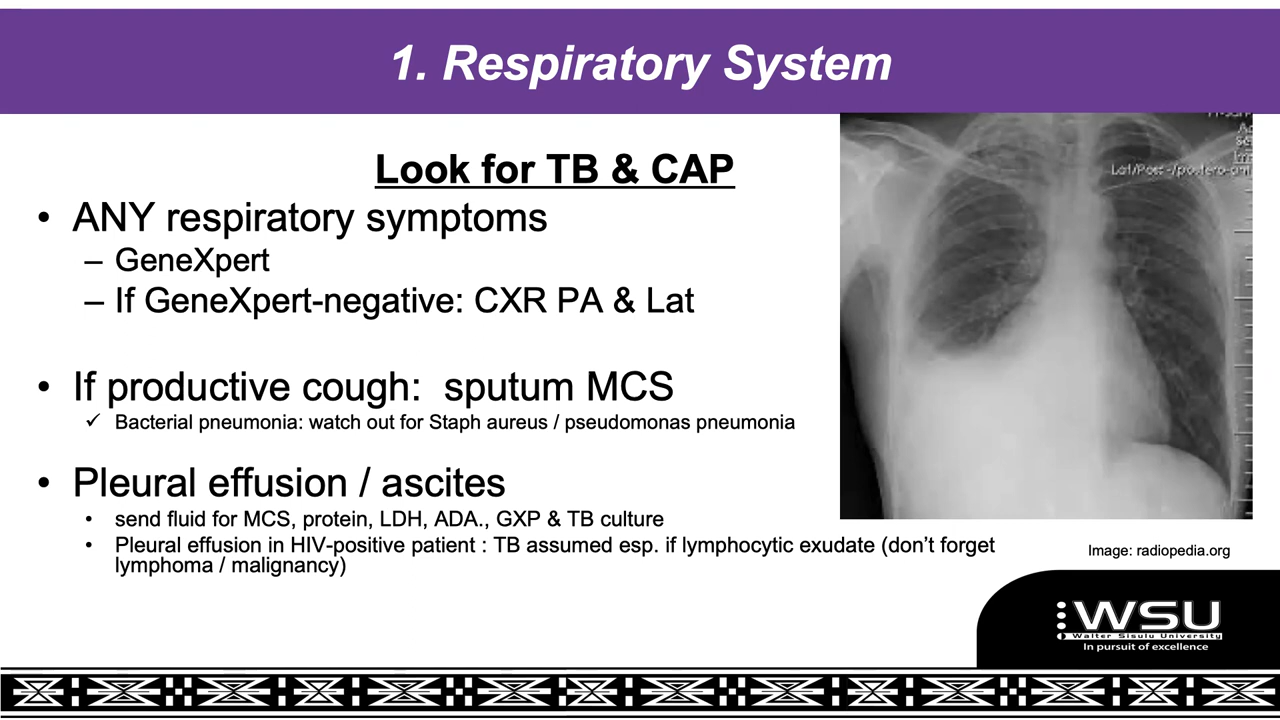 1. Respiratory System
Look for TB & CAP
• ANY respiratory symptoms
– GeneXpert
– If GeneXpert-negative: CXR PA & Lat
• If productive cough: sputum MCS
✓ Bacterial pneumonia: watch out for Staph aureus / pseudomonas pneumonia
• Pleural effusion / ascites
• send fluid for MCS, protein, LDH, ADA., GXP & TB culture
• Pleural effusion in HIV-positive patient : TB assumed esp. if lymphocytic exudate (don’t forget
lymphoma / malignancy)
Image: radiopedia.org
WSU
Walter Sisulu University
In pursuit of excellence